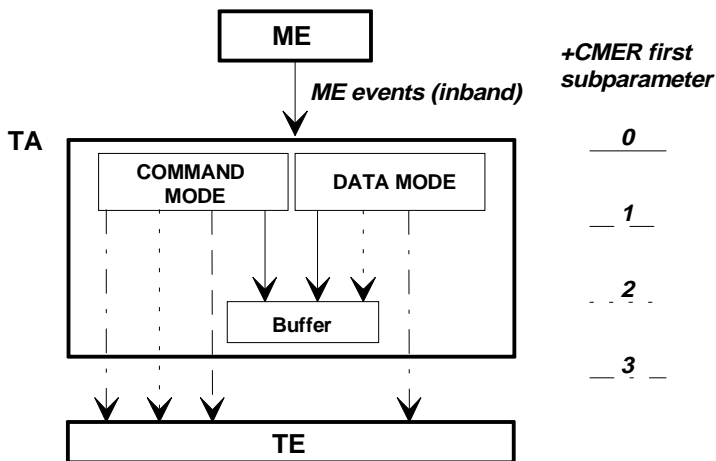 ME
+CMER first
subparameter
ME events (inband)
TA
0
COMMAND
MODE
DATA MODE
1
2
Buffer
3
TE